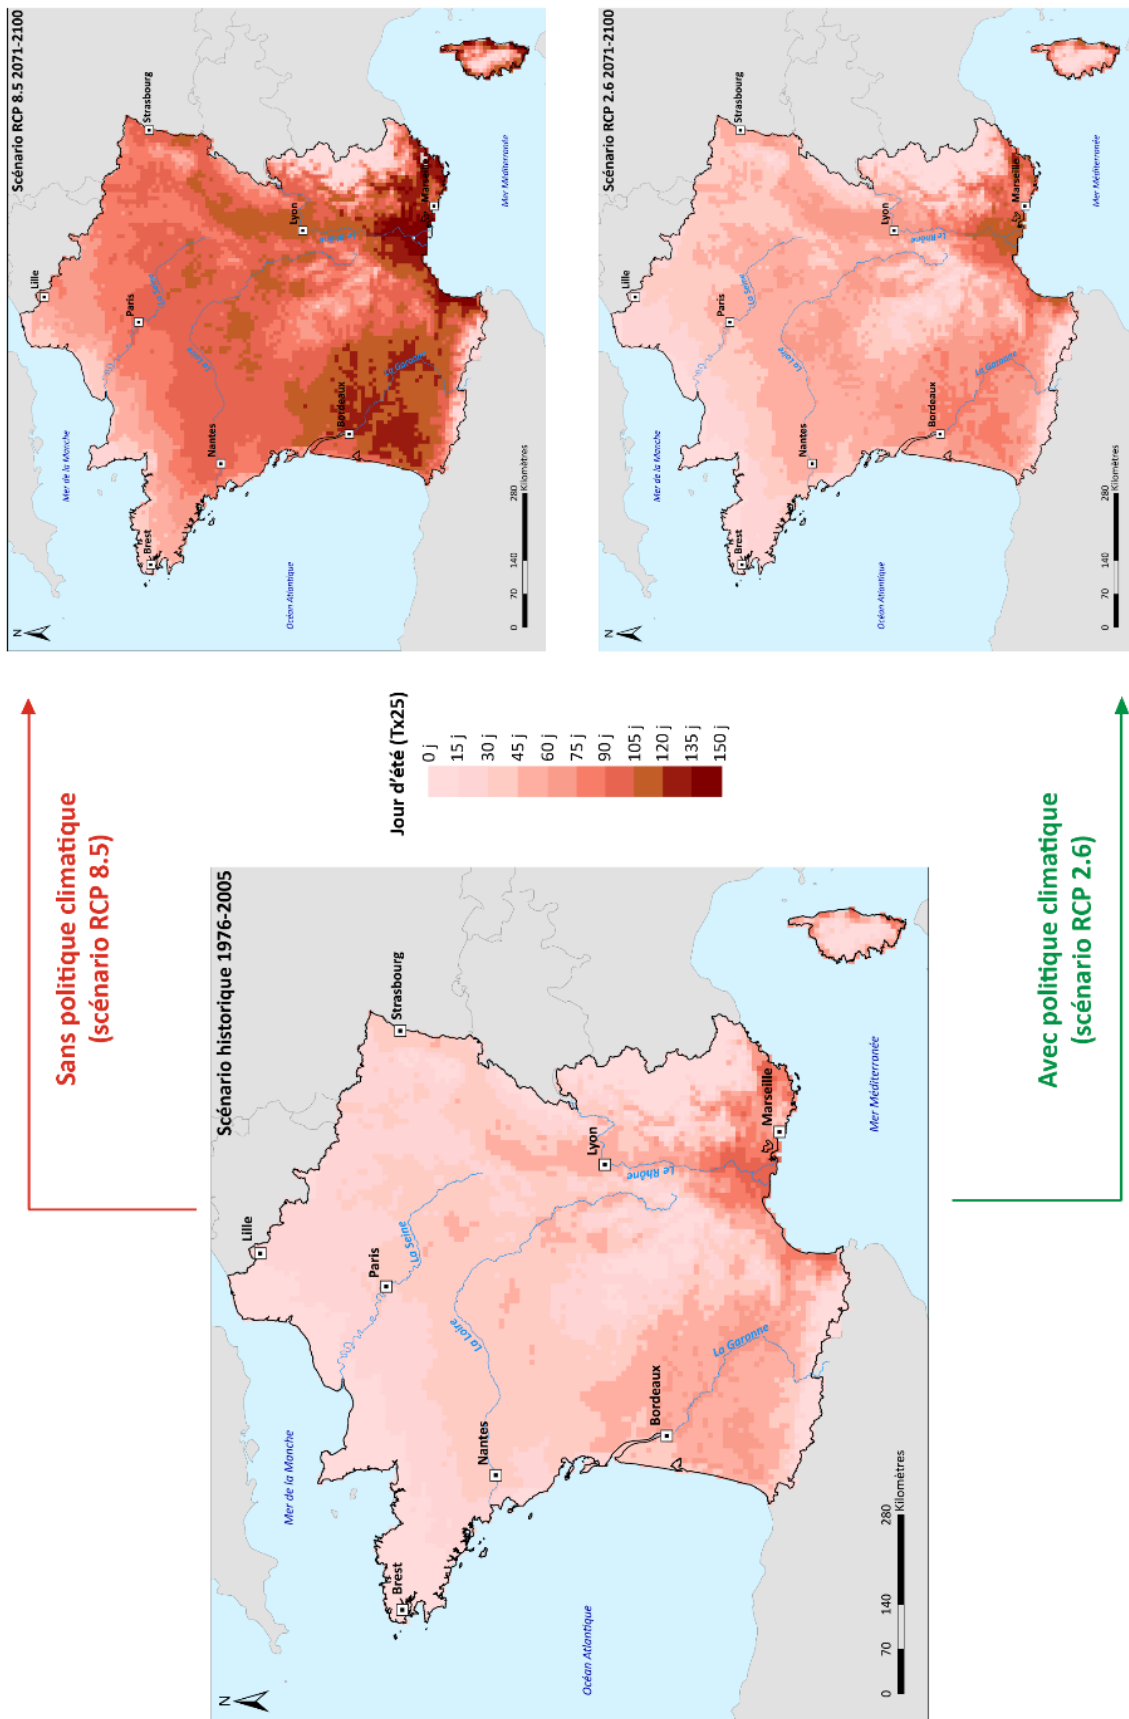 Sans politique climatique
(scénario RCP 8.5)
Scénario historique 1976-2005
N
Mer de la Manche
Océan Atlantique
Mer Méditerranée
Lille
Paris
Strasbourg
Brest
Nantes
Lyon
Bordeaux
Marseille
La Seine
La Loire
Le Rhône
La Garonne
0 70 140 280
Kilomètres
Jour d'été (Tx25)
0 j
15 j
30 j
45 j
60 j
75 j
90 j
105 j
120 j
135 j
150 j
Avec politique climatique
(scénario RCP 2.6)
Scénario RCP 8.5 2071-2100
N
Mer de la Manche
Océan Atlantique
Mer Méditerranée
Lille
Paris
Strasbourg
Brest
Nantes
Lyon
Bordeaux
Marseille
La Seine
La Loire
Le Rhône
La Garonne
0 70 140 280
Kilomètres
Scénario RCP 2.6 2071-2100
N
Mer de la Manche
Océan Atlantique
Mer Méditerranée
Lille
Paris
Strasbourg
Brest
Nantes
Lyon
Bordeaux
Marseille
La Seine
La Loire
Le Rhône
La Garonne
0 70 140 280
Kilomètres